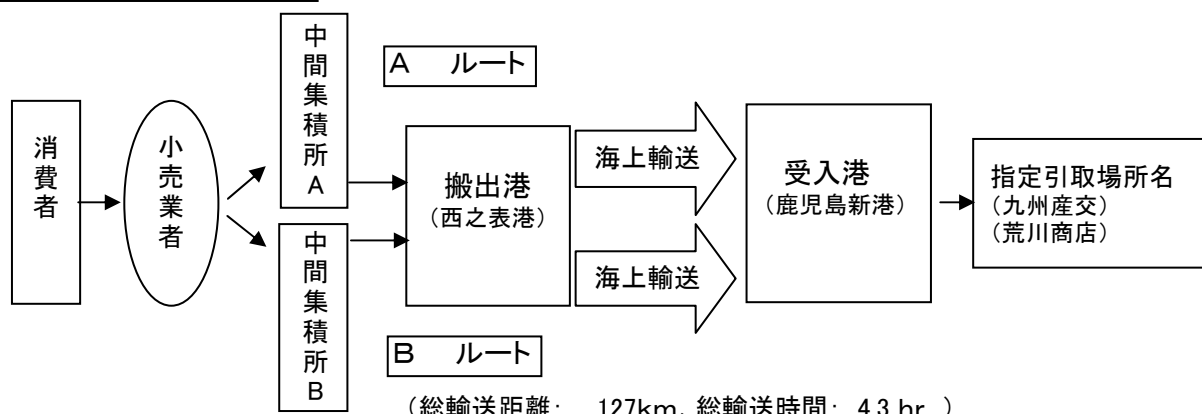 消費者
小売業者
中間集積所A
中間集積所B
A　ルート
搬出港
（西之表港）
海上輸送
海上輸送
受入港
（鹿児島新港）
指定引取場所名
（九州産交）
（荒川商店）
B　ルート
（総輸送距離：　127km，総輸送時間：　4.3 hr　）